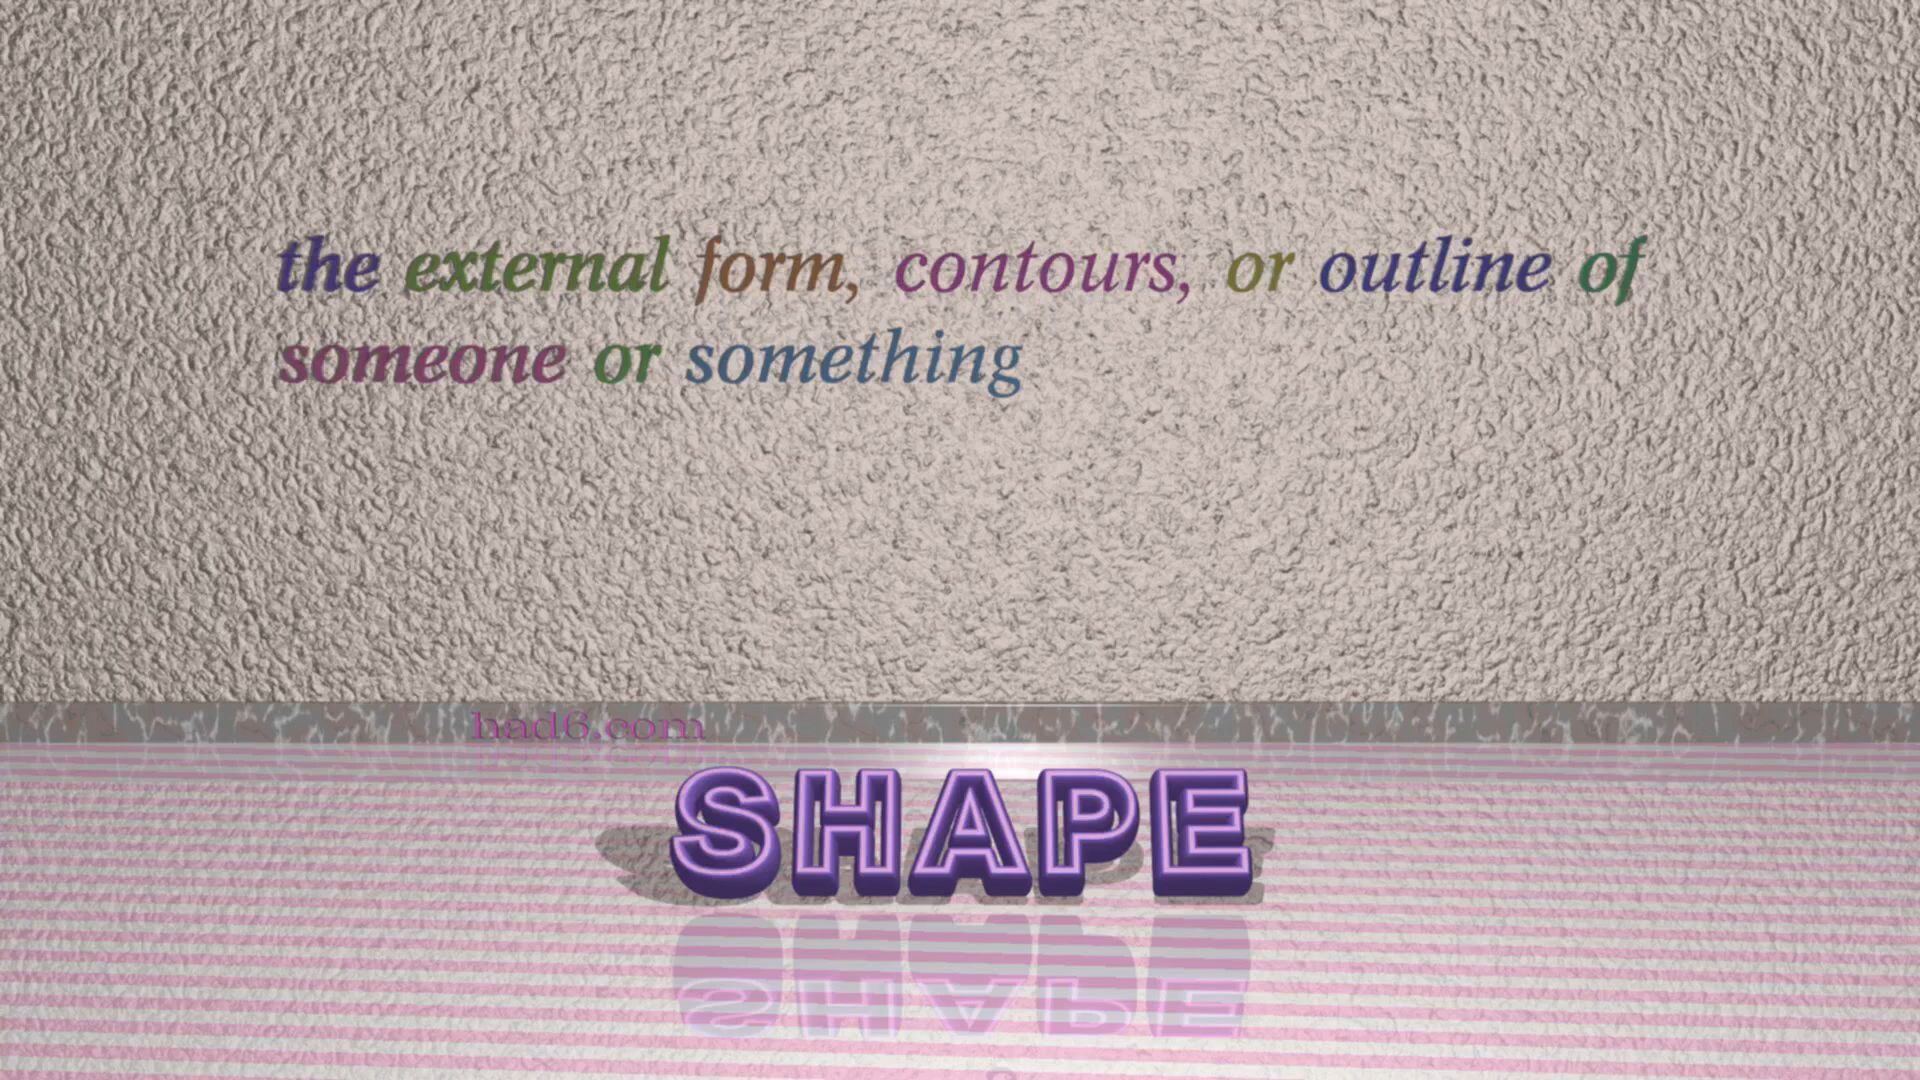 the external form, contours, or outline of
someone or something
had6.com
SHAPE